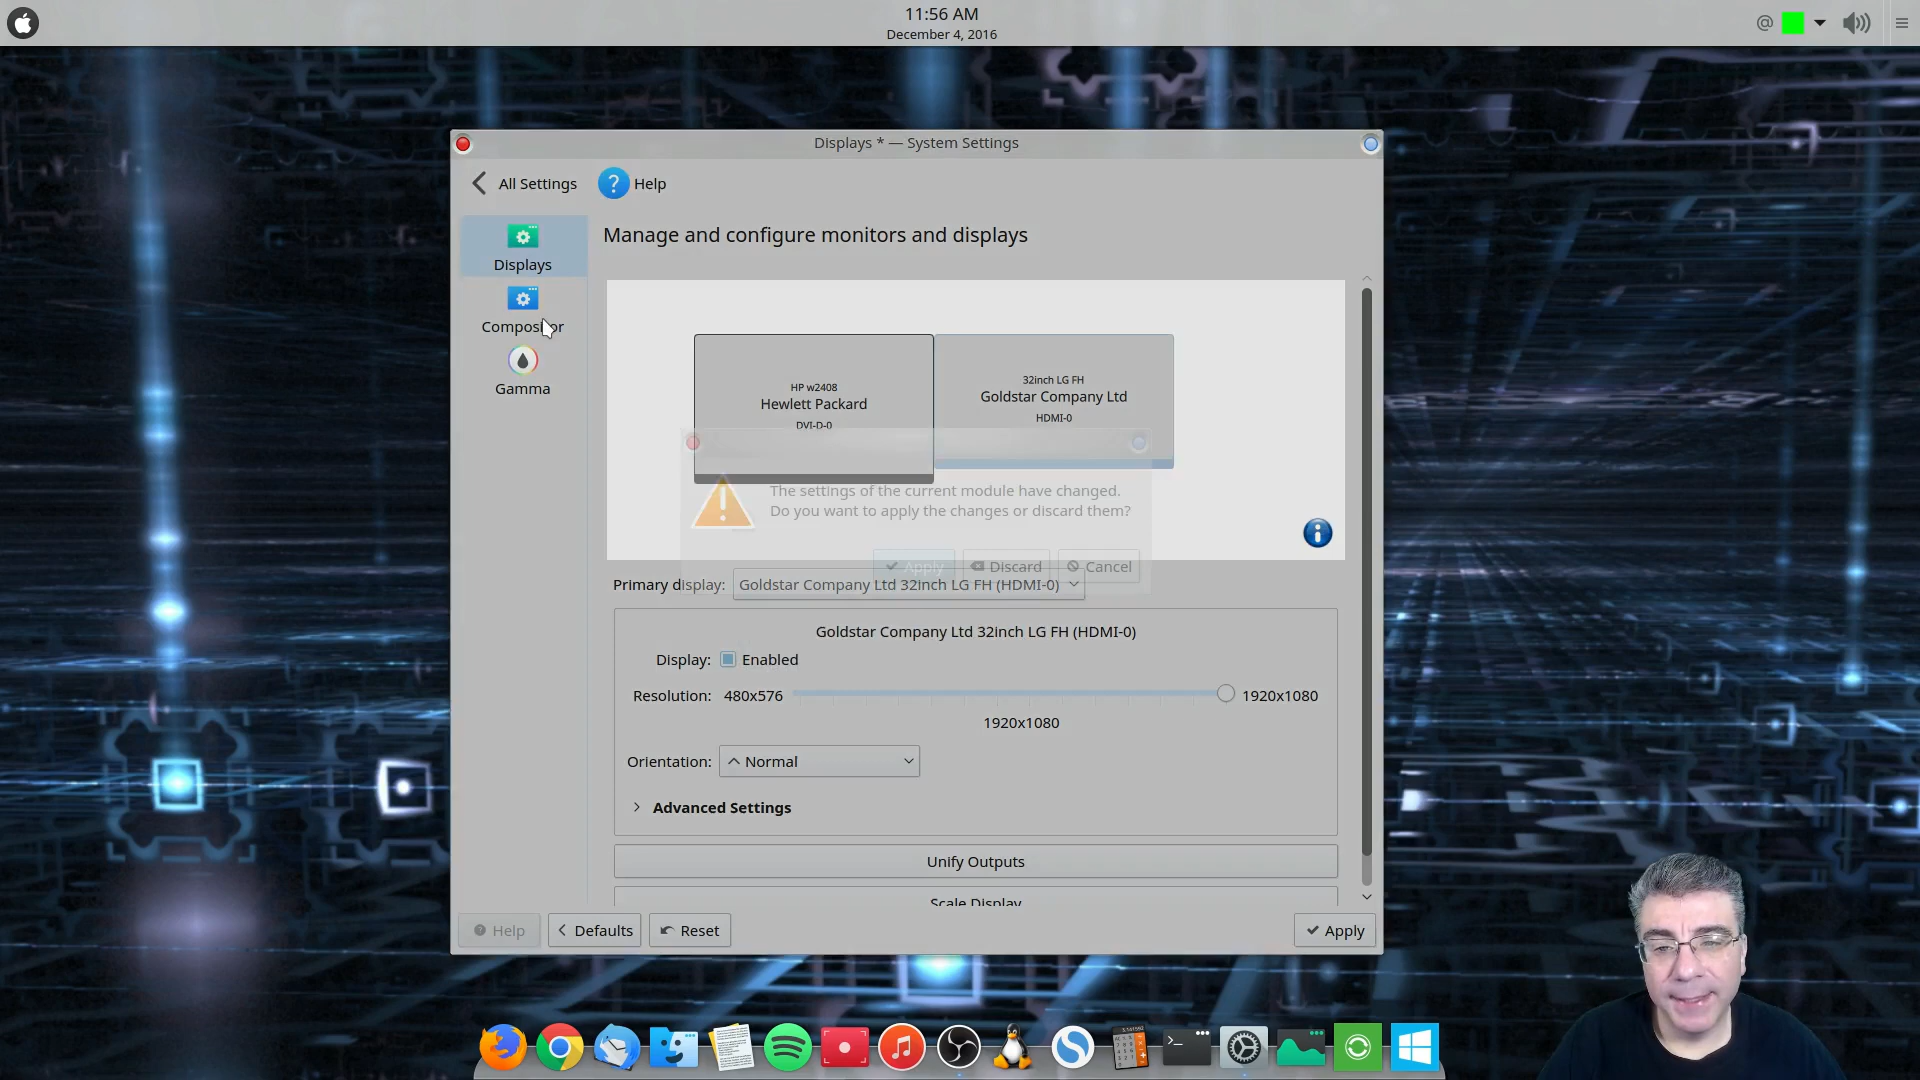 11:56 AM
December 4, 2016
@
Displays * — System Settings
All Settings
? Help
Displays
Compositor
Gamma
Manage and configure monitors and displays
HP w2408
Hewlett Packard
DVI-D-0
32inch LG FH
Goldstar Company Ltd
HDMI-0
The settings of the current module have changed.
Do you want to apply the changes or discard them?
Apply
Discard
Cancel
Primary display: Goldstar Company Ltd 32inch LG FH (HDMI-0)
Goldstar Company Ltd 32inch LG FH (HDMI-0)
Display: Enabled
Resolution: 480x576 1920x1080
1920x1080
Orientation: Normal
Advanced Settings
Unify Outputs
Scale Display
Help
Defaults
Reset
Apply